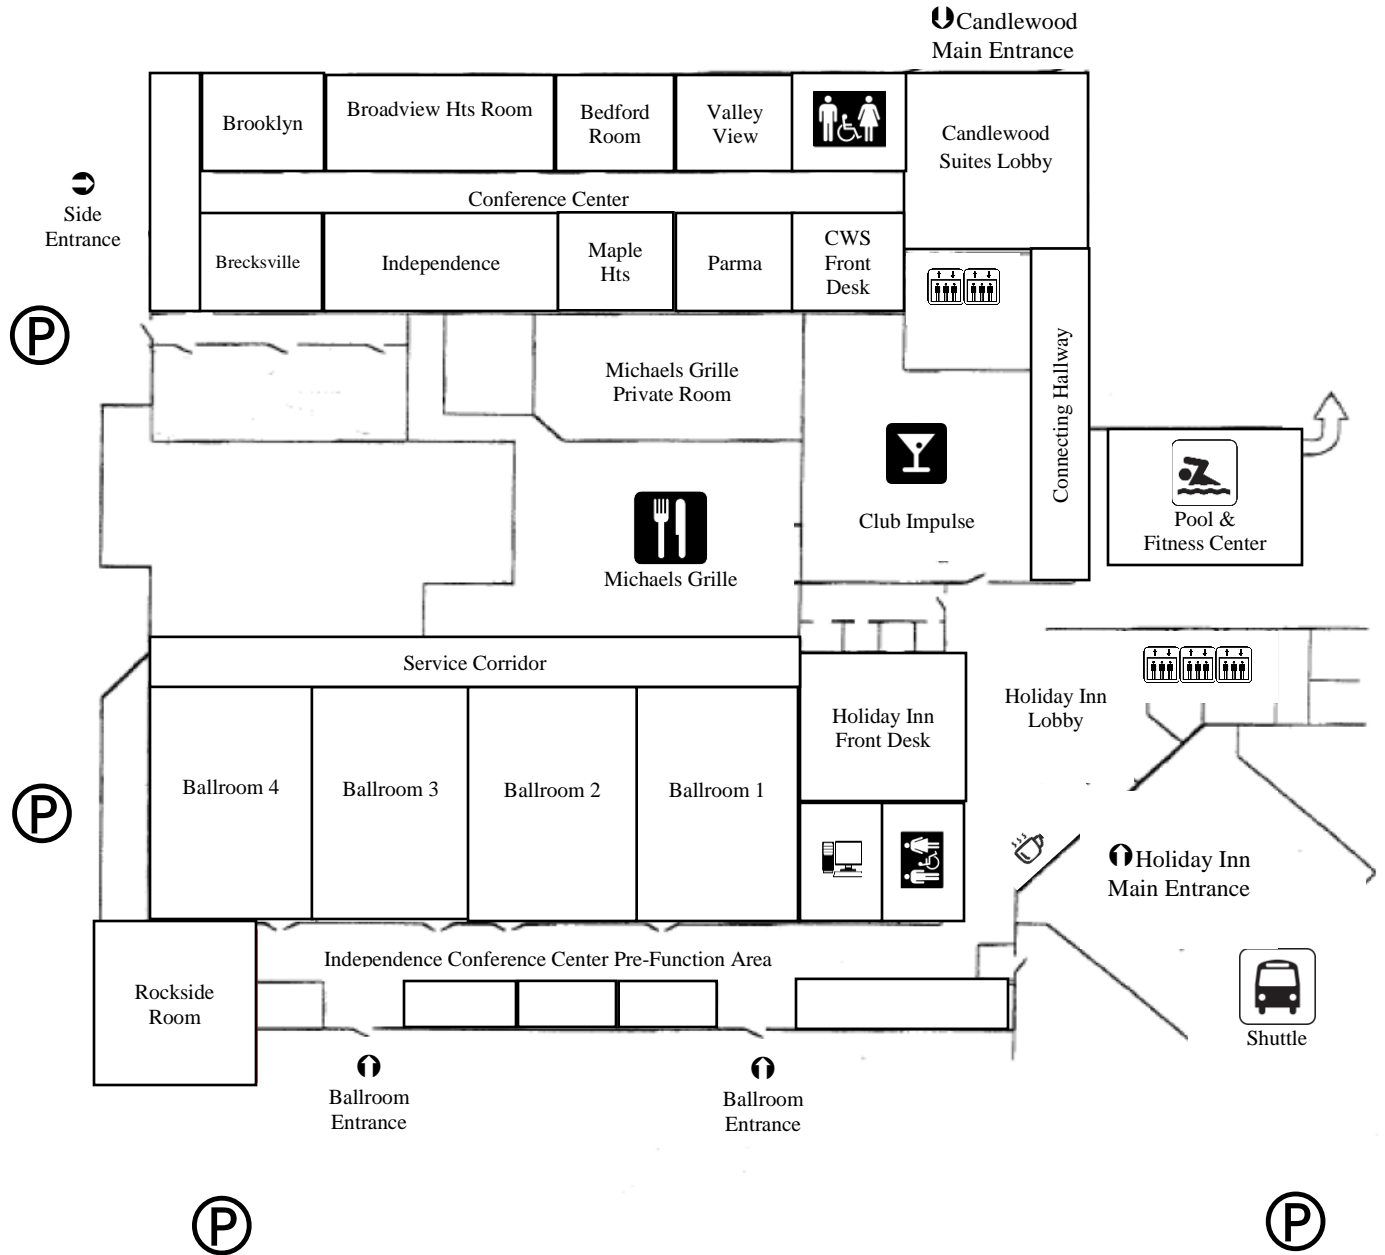 Candlewood
Main Entrance
Brooklyn
Broadview Hts Room
Bedford
Room
Valley
View
Candlewood
Suites Lobby
Side
Entrance
Conference Center
Brecksville
Independence
Maple
Hts
Parma
CWS
Front
Desk
P
Michaels Grille
Private Room
Connecting Hallway
Club Impulse
Pool &
Fitness Center
Michaels Grille
Service Corridor
Holiday Inn
Lobby
Holiday Inn
Front Desk
Ballroom 4
Ballroom 3
Ballroom 2
Ballroom 1
P
Holiday Inn
Main Entrance
Independence Conference Center Pre-Function Area
Rockside
Room
Shuttle
Ballroom
Entrance
Ballroom
Entrance
P
P